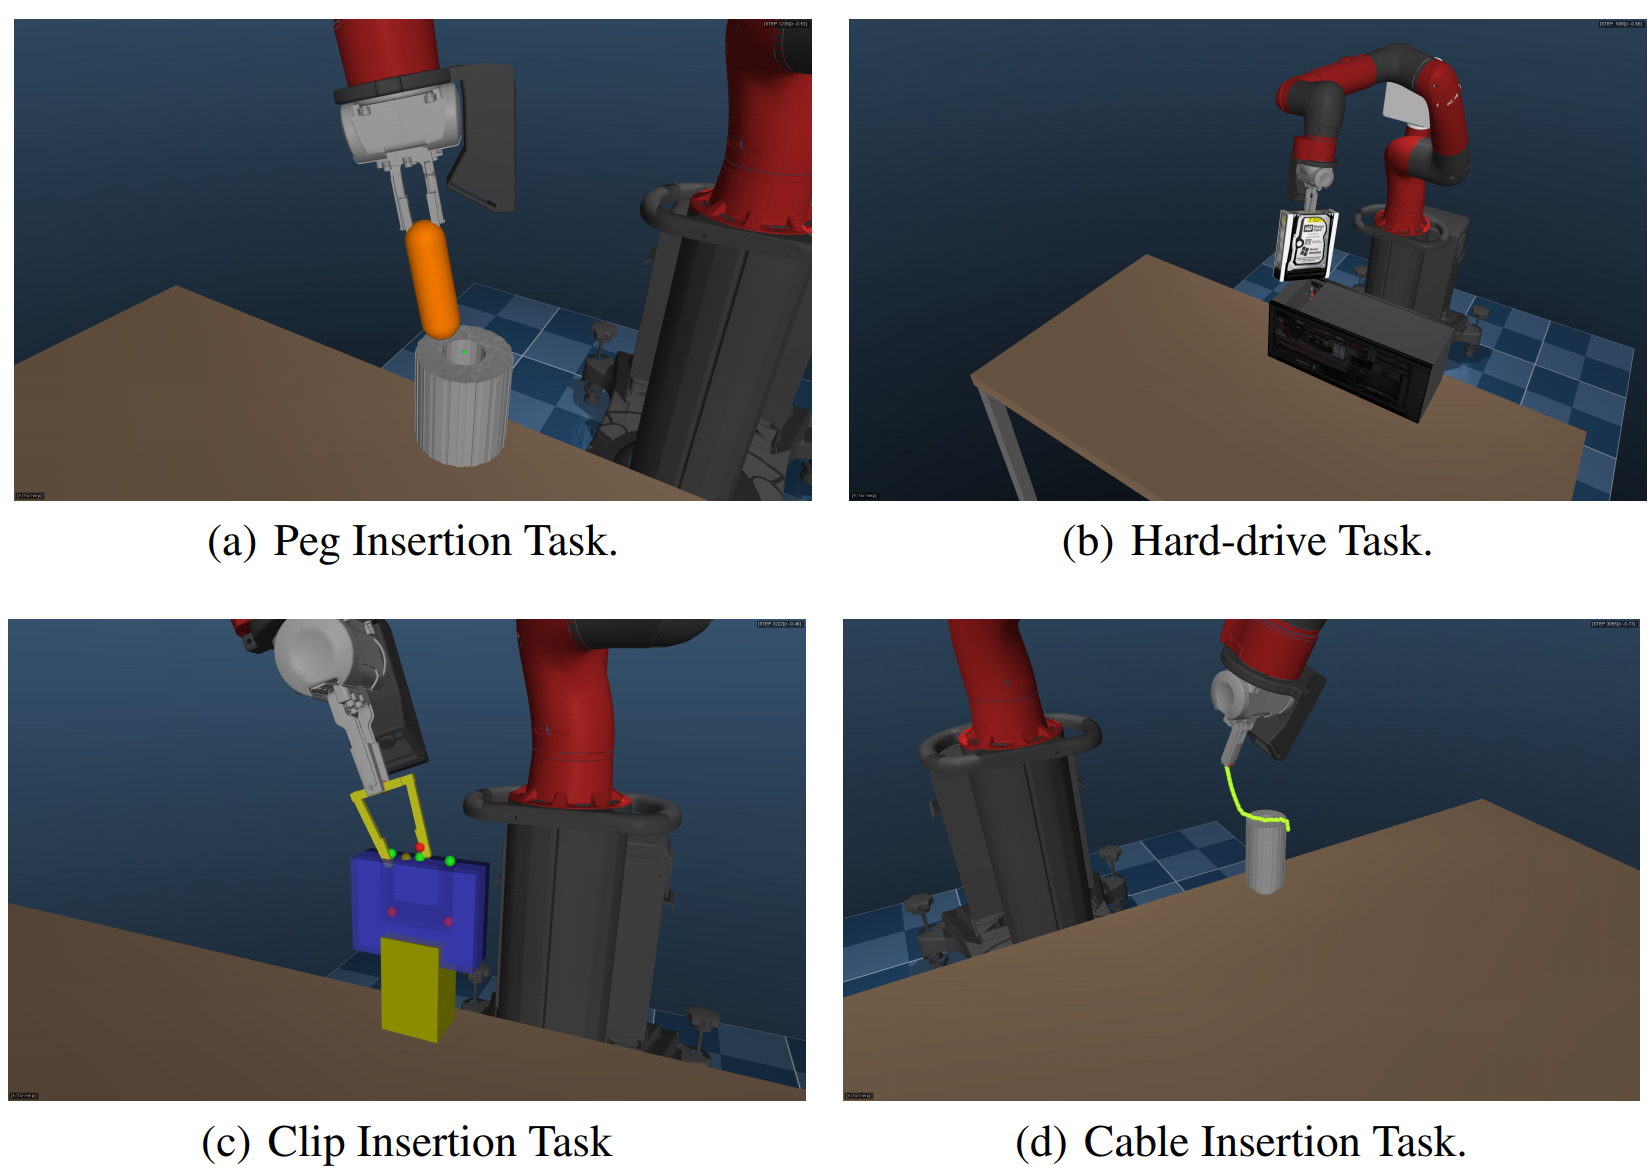 (a) Peg Insertion Task.
(b) Hard-drive Task.
(c) Clip Insertion Task
(d) Cable Insertion Task.